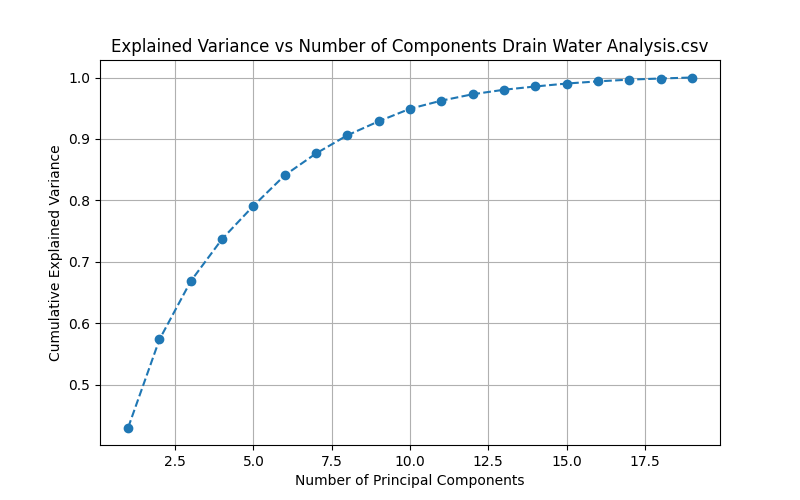 Explained Variance vs Number of Components Drain Water Analysis.csv
Cumulative Explained Variance
1.0
0.9
0.8
0.7
0.6
0.5
2.5 5.0 7.5 10.0 12.5 15.0 17.5
Number of Principal Components